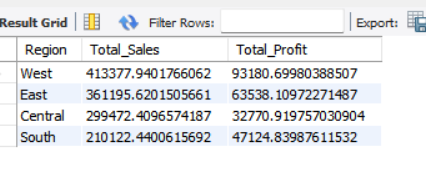 Result Grid Filter Rows: Export:
Region Total_Sales Total_Profit
West 413377.9401766062 93180.69980388507
East 361195.6201505661 63538.10972271487
Central 299472.4096574187 32770.919757030904
South 210122.4400615692 47124.83987611532